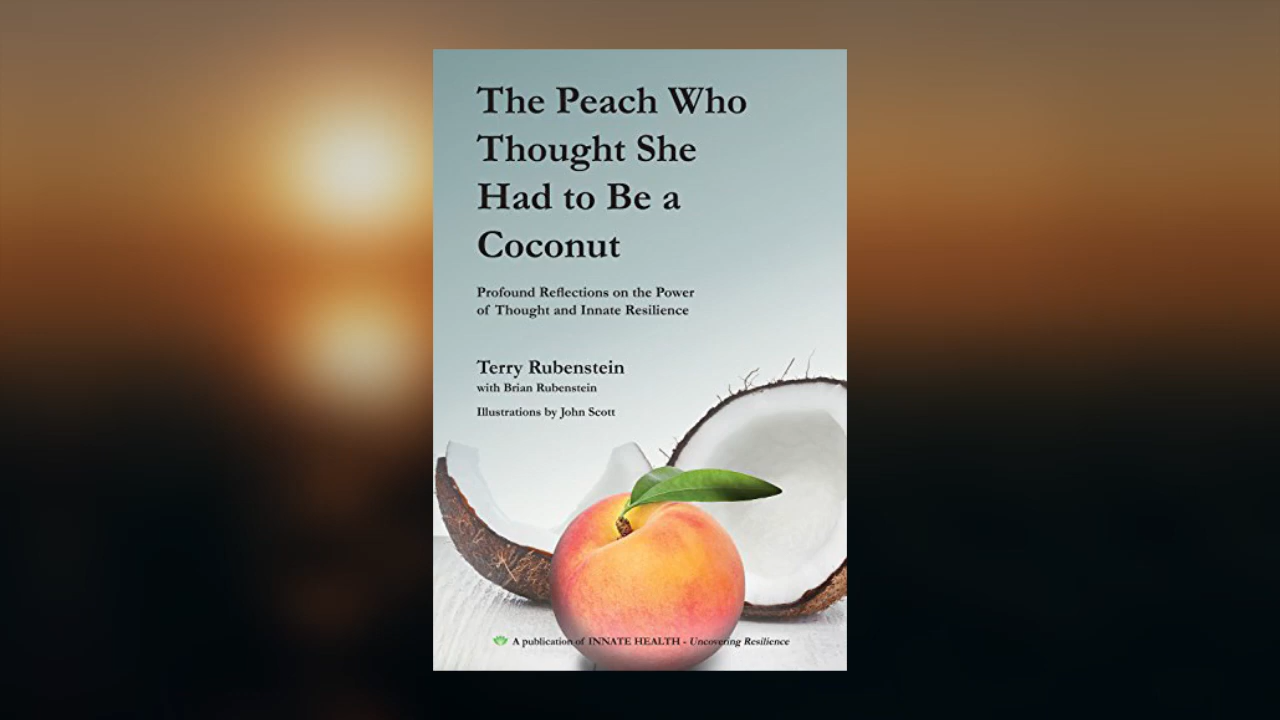 The Peach Who
Thought She
Had to Be a
Coconut
Profound Reflections on the Power
of Thought and Innate Resilience
Terry Rubenstein
with Brian Rubenstein
Illustrations by John Scott
A publication of INNATE HEALTH - Uncovering Resilience